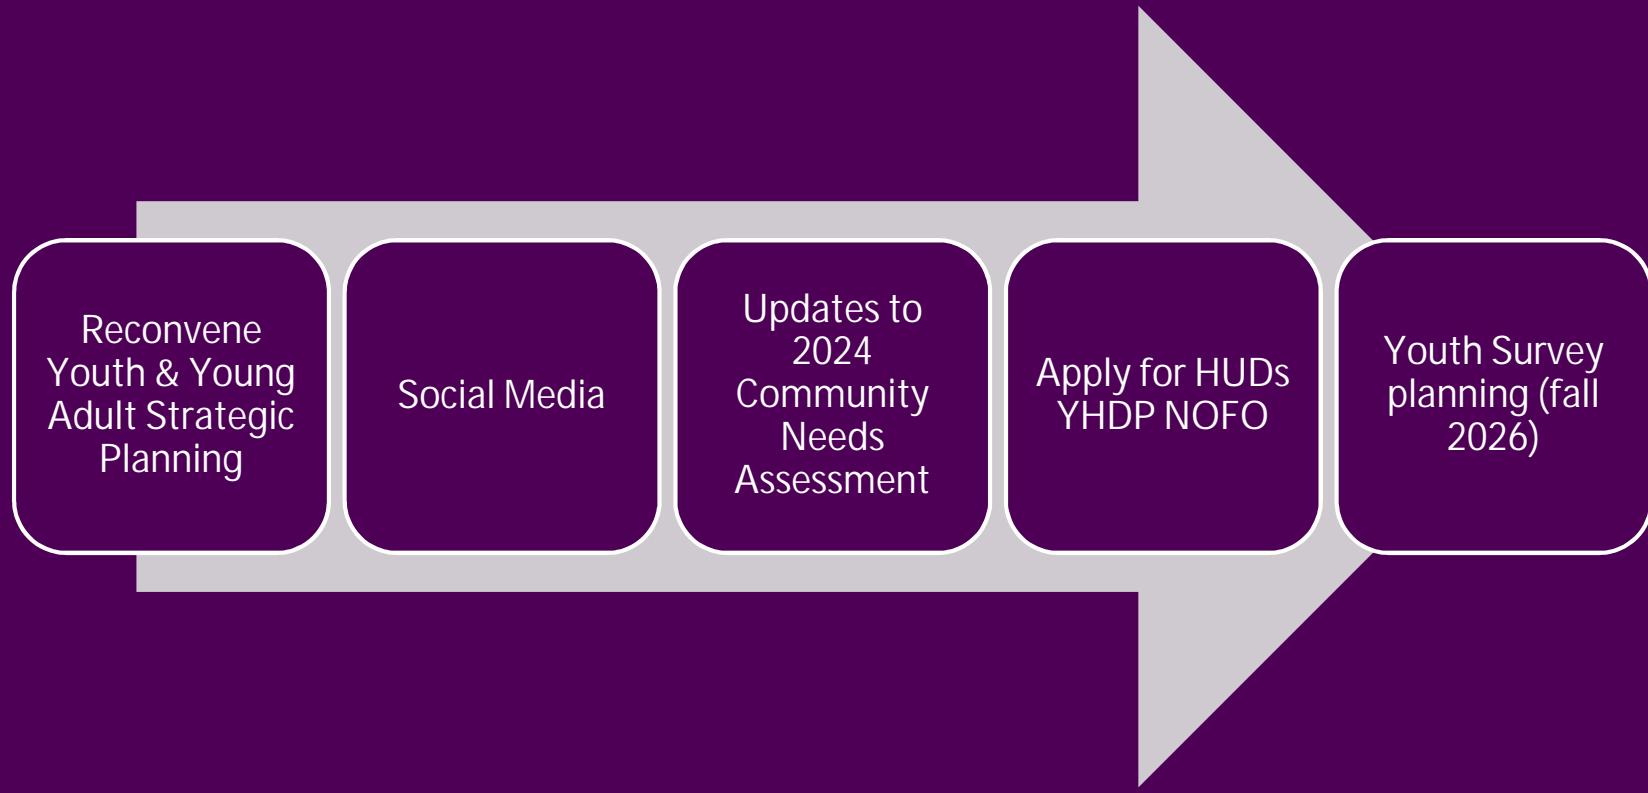 Reconvene
Youth & Young
Adult Strategic
Planning
Social Media
Updates to
2024
Community
Needs
Assessment
Apply for HUDs
YHDP NOFO
Youth Survey
planning (fall
2026)